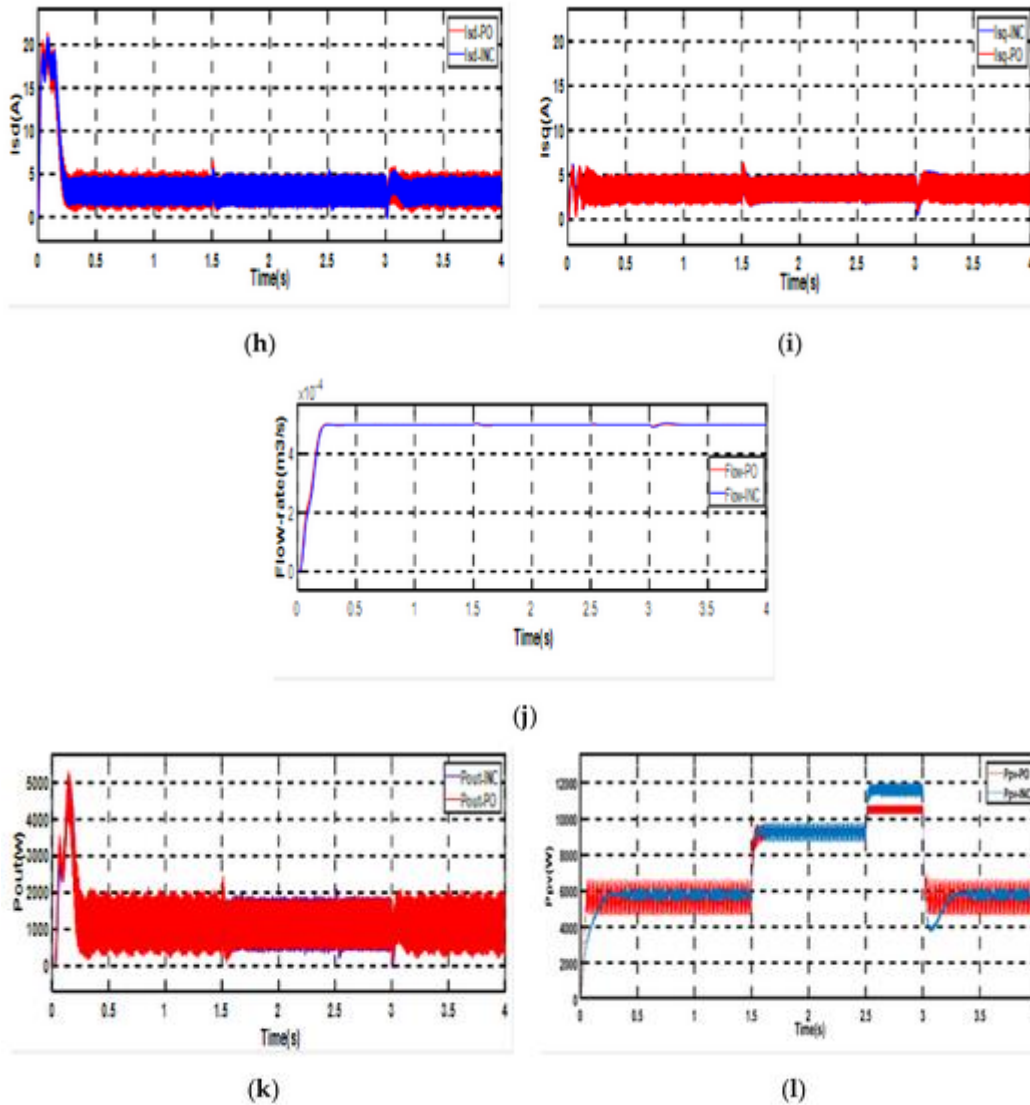 Isd-PO
Isd-INC
Isd(A)
20
15
10
5
0
0 0.5 1 1.5 2 2.5 3 3.5 4
Time(s)
(h)
Isq-INC
Isq-PO
Isq(A)
20
15
10
5
0
0 0.5 1 1.5 2 2.5 3 3.5 4
Time(s)
(i)
×10⁻⁴
Flow-PO
Flow-INC
Flow-rate(m3/s)
4
2
0
0 0.5 1 1.5 2 2.5 3 3.5 4
Time(s)
(j)
Pout-INC
Pout-PO
Pout(W)
5000
4000
3000
2000
1000
0
0 0.5 1 1.5 2 2.5 3 3.5 4
Time(s)
(k)
Ppv-PO
Ppv-INC
Ppv(W)
12000
10000
8000
6000
4000
2000
0
0 0.5 1 1.5 2 2.5 3 3.5 4
Time(s)
(l)